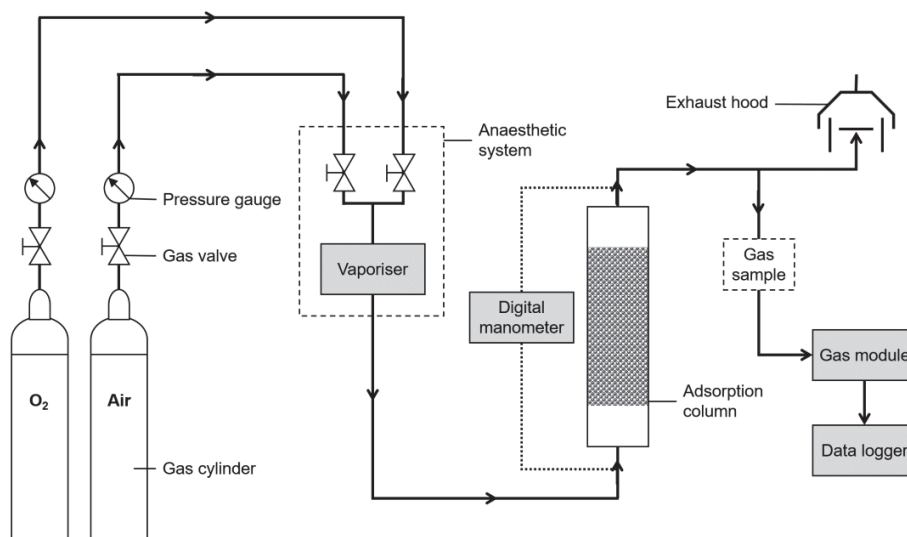 Exhaust hood
Anaesthetic
system
Pressure gauge
Gas valve
Vaporiser
Gas
sample
Digital
manometer
Gas module
O₂
Air
Adsorption
column
Data logger
Gas cylinder